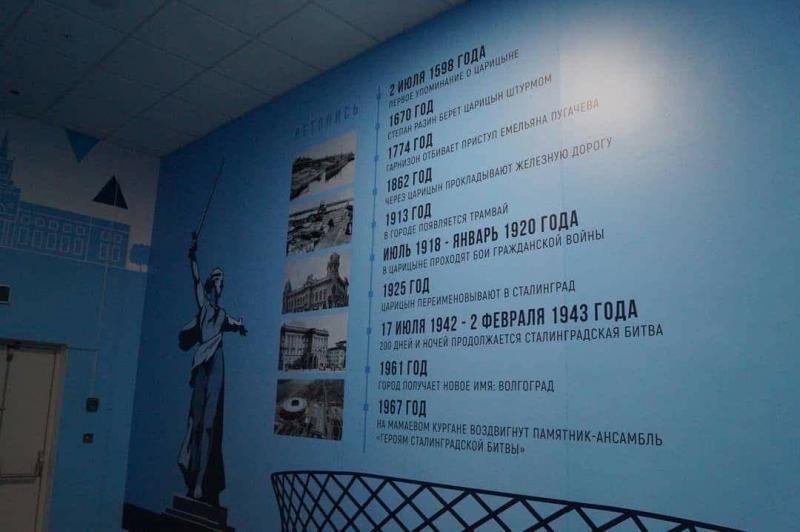 ЛЕТОПИСЬ
2 ИЮЛЯ 1598 ГОДА
ПЕРВОЕ УПОМИНАНИЕ О ЦАРИЦЫНЕ
1670 ГОД
СТЕПАН РАЗИН БЕРЕТ ЦАРИЦЫН ШТУРМОМ
1774 ГОД
ГАРНИЗОН ОТБИВАЕТ ПРИСТУП ЕМЕЛЬЯНА ПУГАЧЕВА
1862 ГОД
ЧЕРЕЗ ЦАРИЦЫН ПРОКЛАДЫВАЮТ ЖЕЛЕЗНУЮ ДОРОГУ
1913 ГОД
В ГОРОДЕ ПОЯВЛЯЕТСЯ ТРАМВАЙ
ИЮЛЬ 1918 - ЯНВАРЬ 1920 ГОДА
В ЦАРИЦЫНЕ ПРОХОДЯТ БОИ ГРАЖДАНСКОЙ ВОЙНЫ
1925 ГОД
ЦАРИЦЫН ПЕРЕИМЕНОВЫВАЮТ В СТАЛИНГРАД
17 ИЮЛЯ 1942 - 2 ФЕВРАЛЯ 1943 ГОДА
200 ДНЕЙ И НОЧЕЙ ПРОДОЛЖАЕТСЯ СТАЛИНГРАДСКАЯ БИТВА
1961 ГОД
ГОРОД ПОЛУЧАЕТ НОВОЕ ИМЯ: ВОЛГОГРАД
1967 ГОД
НА МАМАЕВОМ КУРГАНЕ ВОЗДВИГНУТ ПАМЯТНИК-АНСАМБЛЬ
«ГЕРОЯМ СТАЛИНГРАДСКОЙ БИТВЫ»